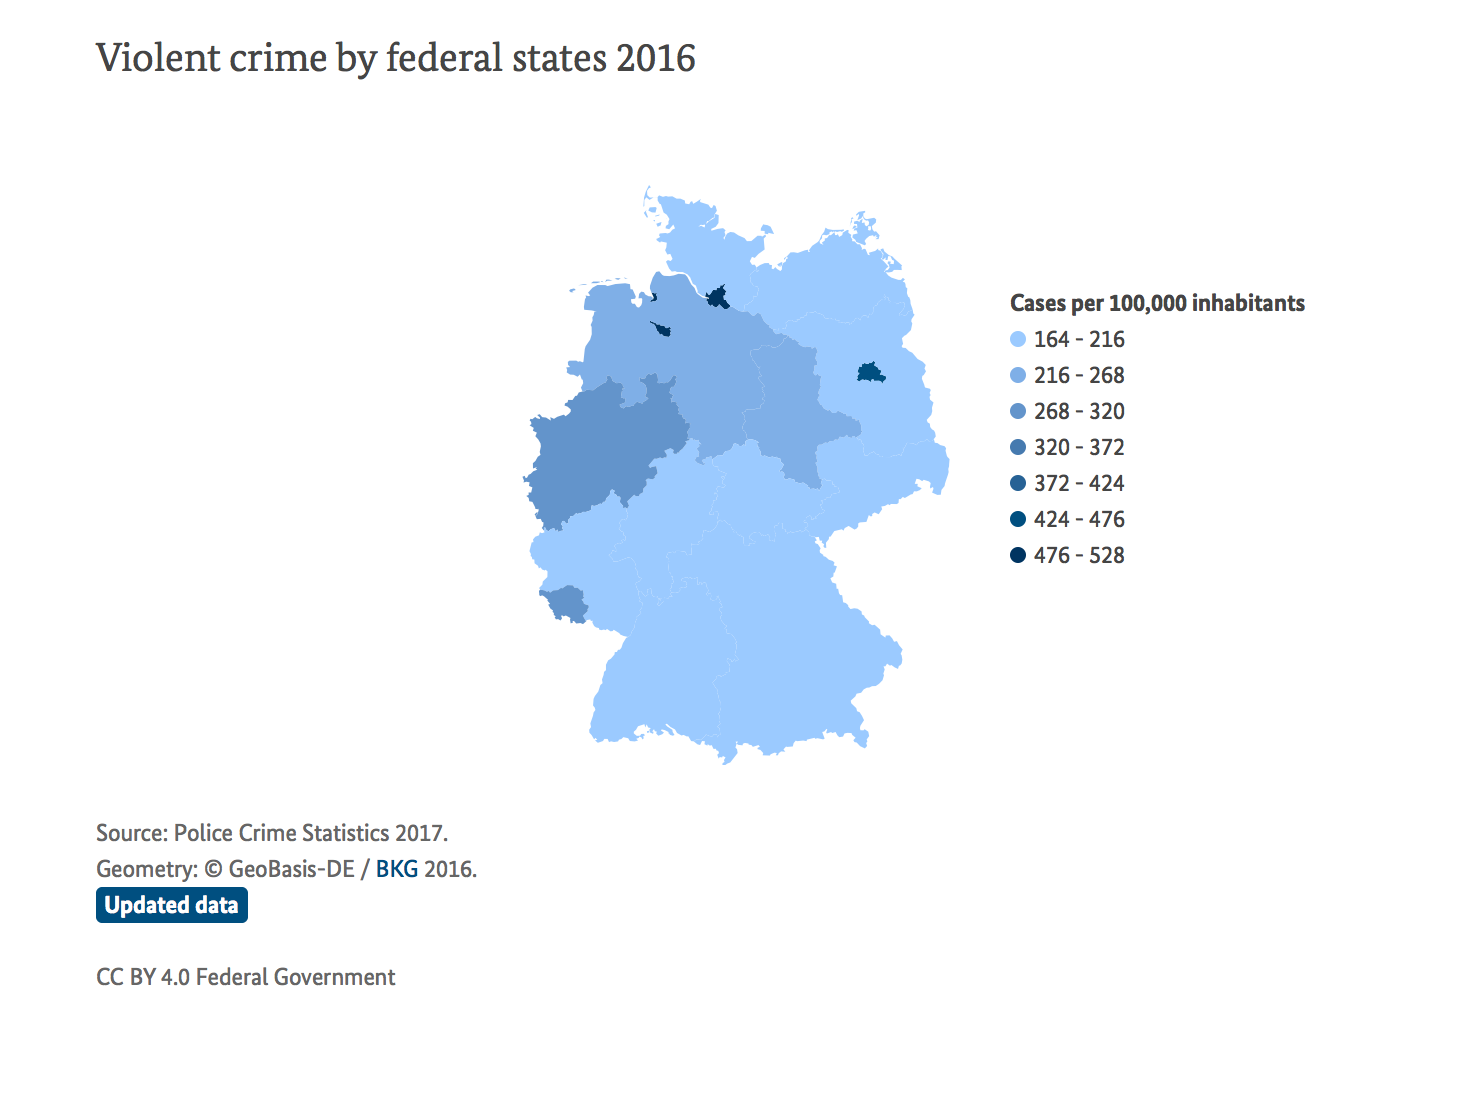 Violent crime by federal states 2016
Cases per 100,000 inhabitants
164 - 216
216 - 268
268 - 320
320 - 372
372 - 424
424 - 476
476 - 528
Source: Police Crime Statistics 2017.
Geometry: © GeoBasis-DE / BKG 2016.
Updated data
CC BY 4.0 Federal Government